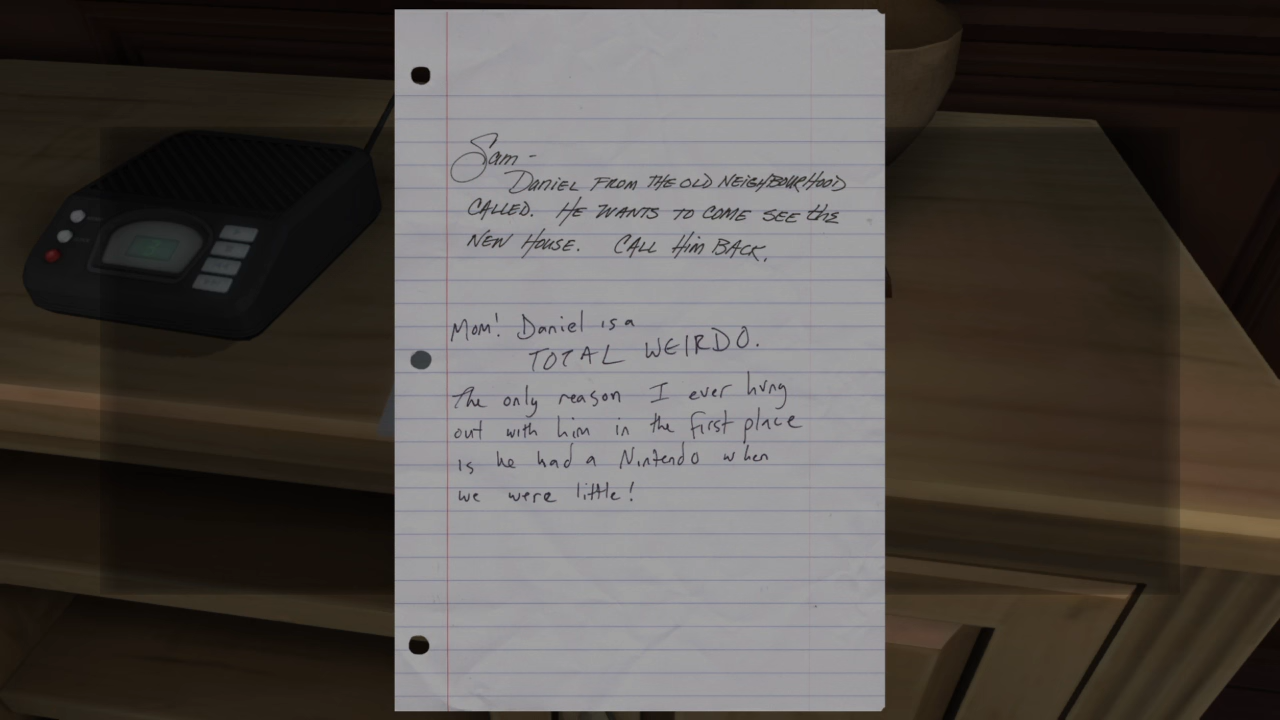 Sam -
DANIEL FROM THE OLD NEIGHBOURHOOD
CALLED. HE WANTS TO COME SEE the
NEW HOUSE. CALL HiM BACK.
Mom! Daniel is a
TOTAL WEIRDO.
The only reason I ever hung
out with him in the first place
is he had a Nintendo when
we were little!